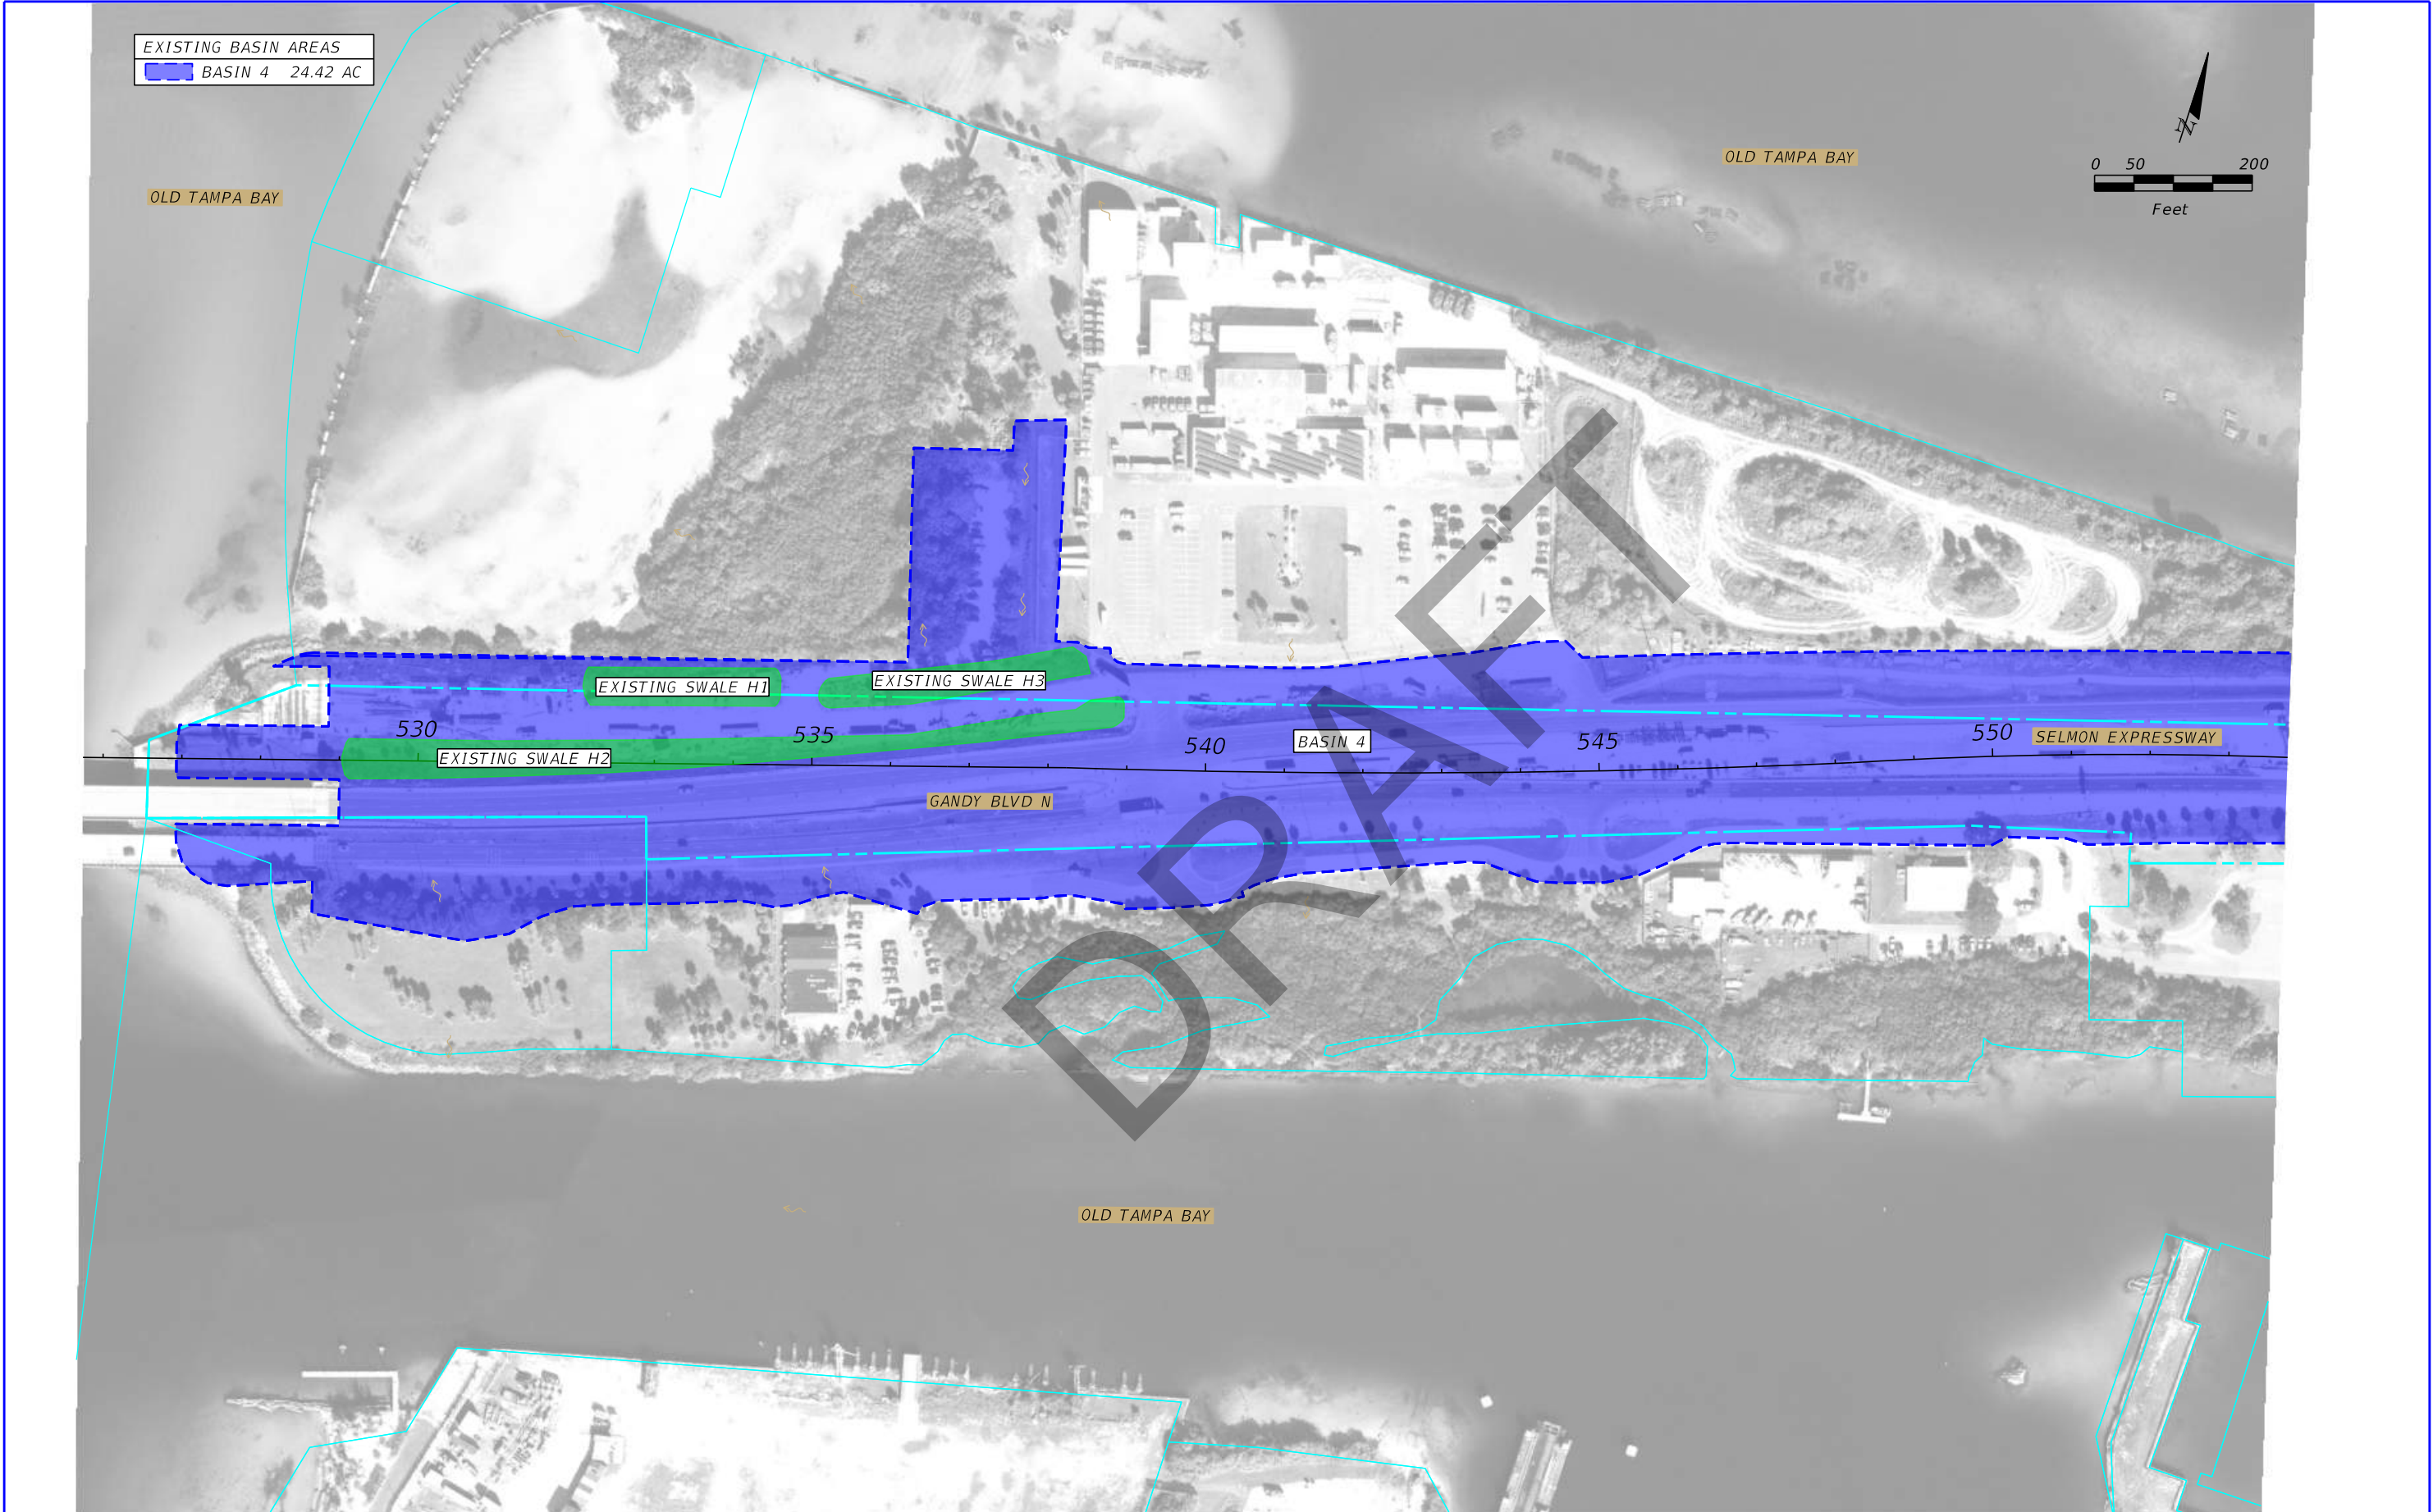 EXISTING BASIN AREAS
BASIN 4 24.42 AC
N
0 50 200
Feet
OLD TAMPA BAY
OLD TAMPA BAY
EXISTING SWALE H1
EXISTING SWALE H3
530
535
540
545
550
BASIN 4
SELMON EXPRESSWAY
EXISTING SWALE H2
GANDY BLVD N
DRAFT
OLD TAMPA BAY